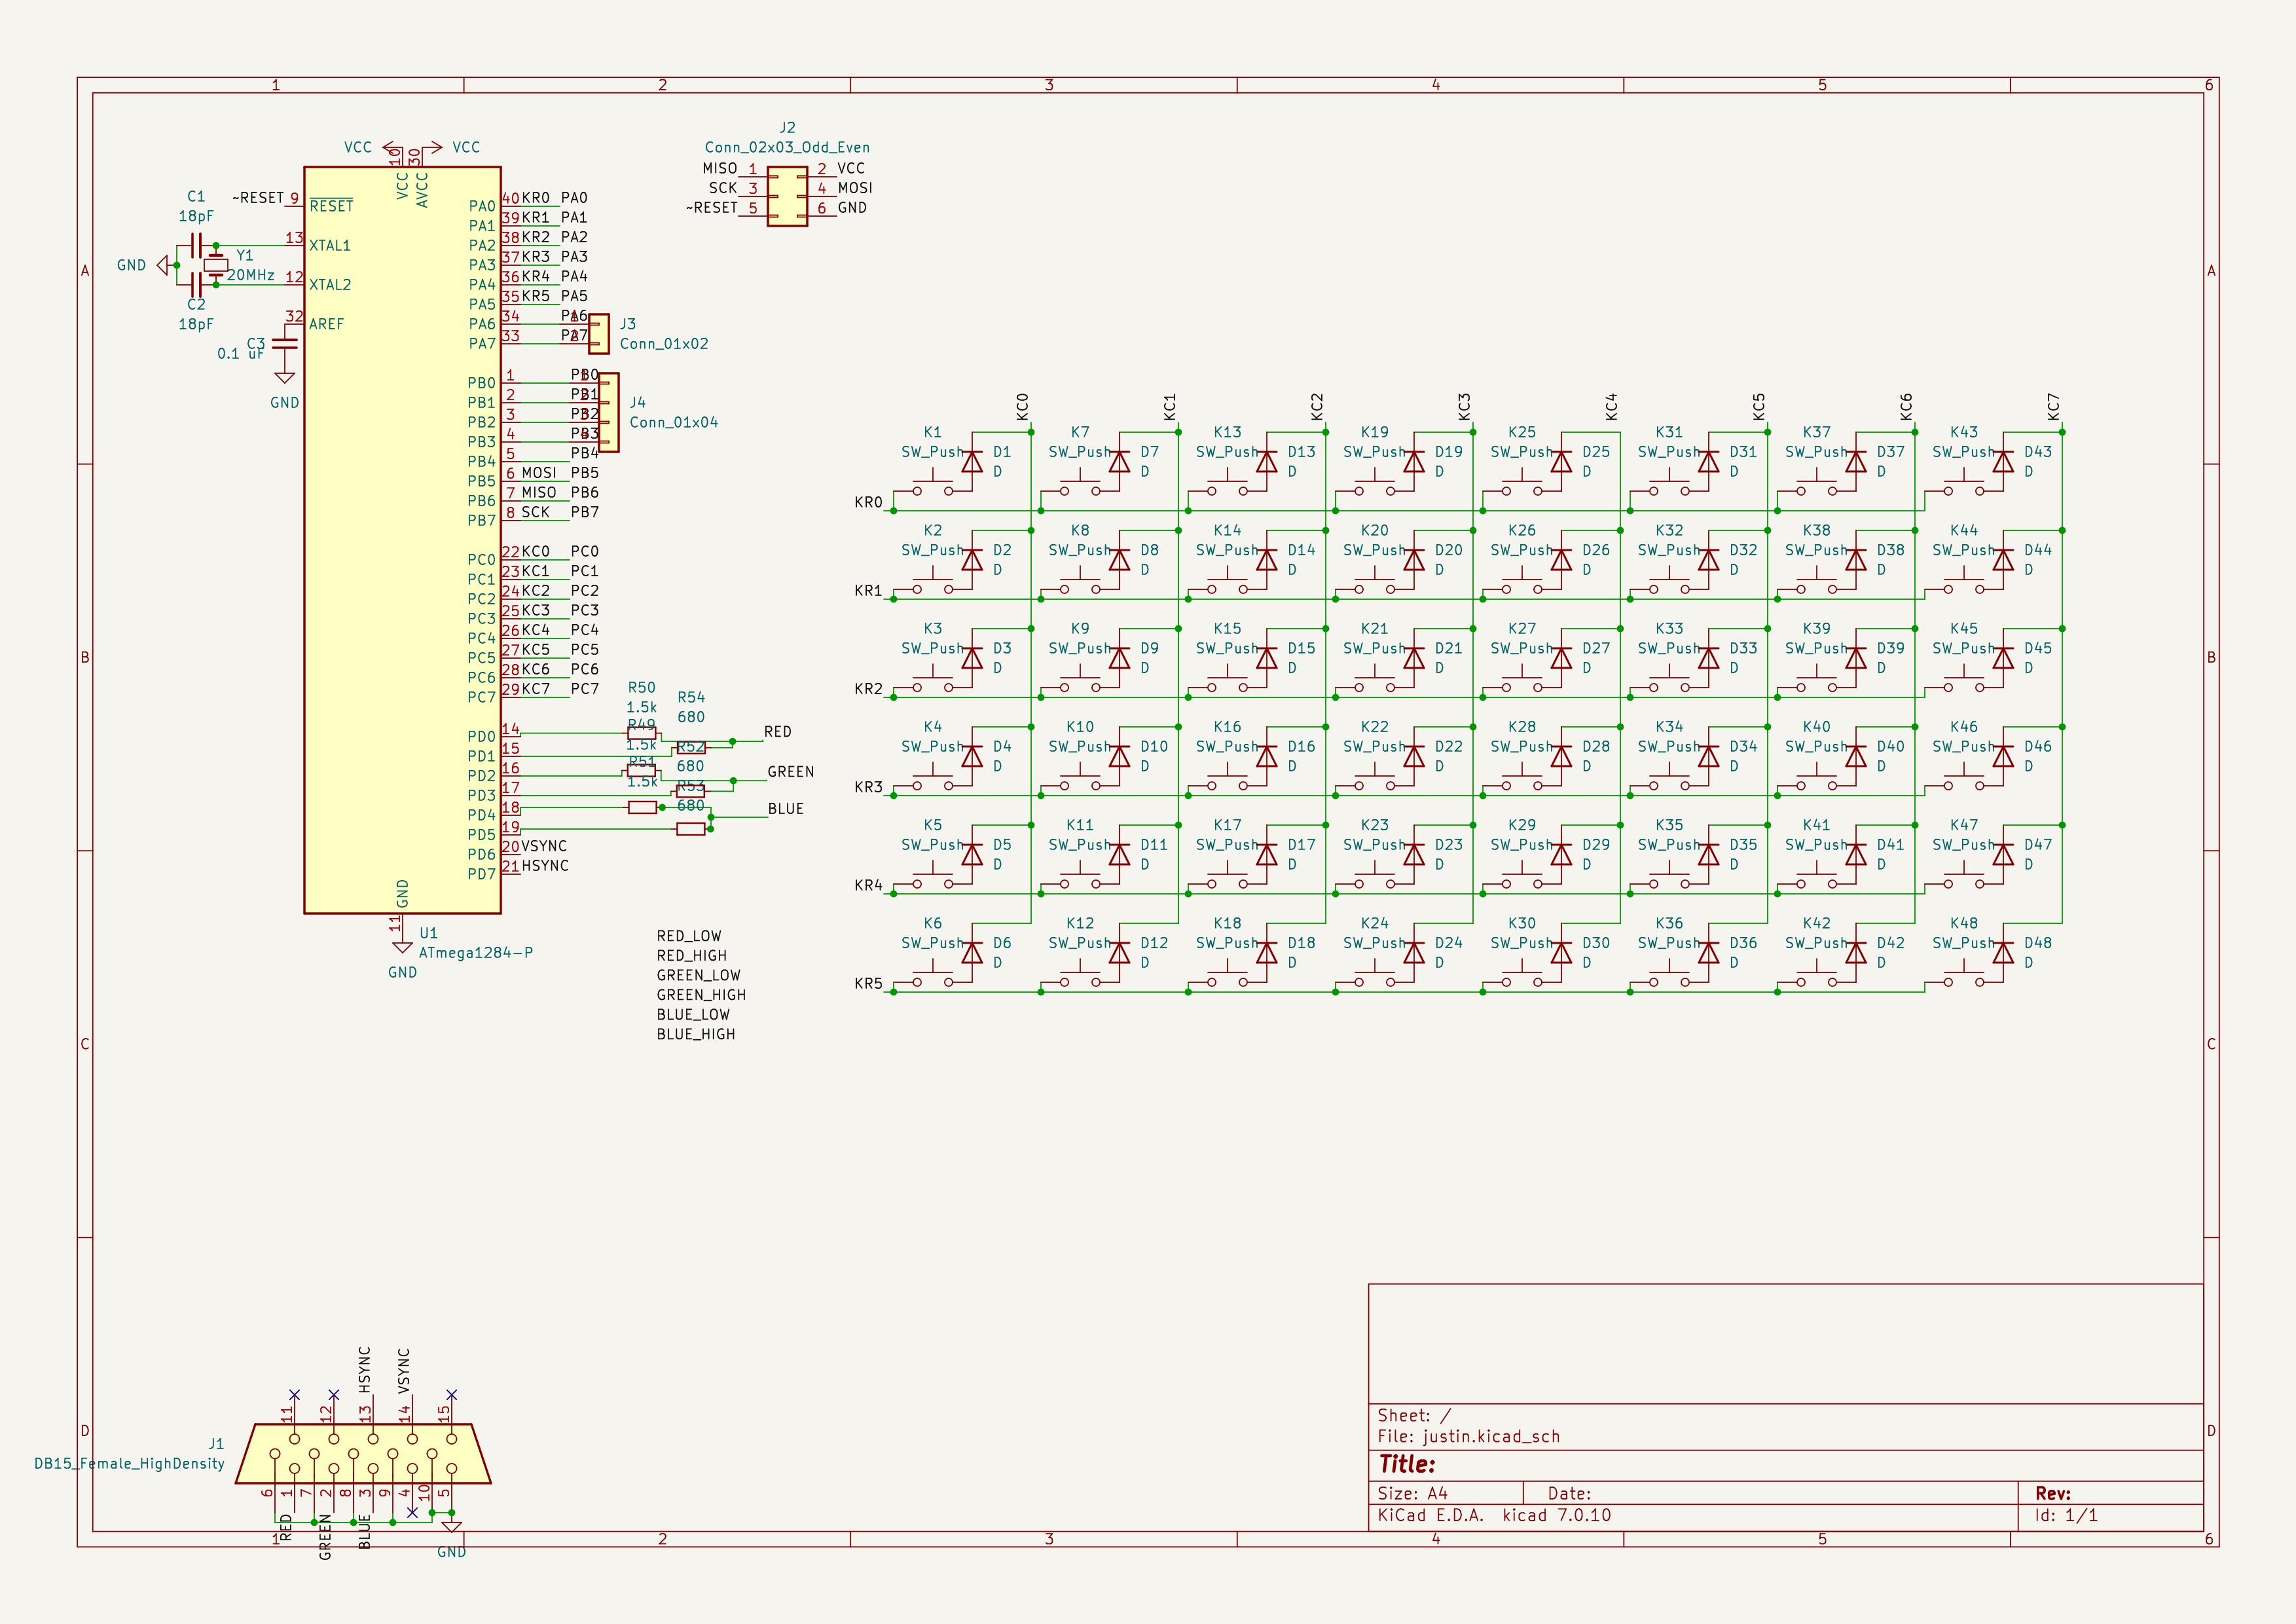 1 2 3 4 5 6
J2
VCC VCC Conn_02x03_Odd_Even
10 30
MISO 1 2 VCC
SCK 3 4 MOSI
~RESET 5 6 GND
VCC AVCC
C1
18pF
~RESET 9 RESET
13 XTAL1
Y1
GND
20MHz
12 XTAL2
C2
18pF
32 AREF
C3
0.1 uF
GND
PA0 40 KR0 PA0
PA1 39 KR1 PA1
PA2 38 KR2 PA2
PA3 37 KR3 PA3
PA4 36 KR4 PA4
PA5 35 KR5 PA5
PA6 34 PA6 1
PA7 33 PA7 2
J3
Conn_01x02
PB0 1 PB0 1
PB1 2 PB1 2
PB2 3 PB2 3
PB3 4 PB3 4
J4
Conn_01x04
PB4 5 PB4
PB5 6 MOSI PB5
PB6 7 MISO PB6
PB7 8 SCK PB7
PC0 22 KC0 PC0
PC1 23 KC1 PC1
PC2 24 KC2 PC2
PC3 25 KC3 PC3
PC4 26 KC4 PC4
PC5 27 KC5 PC5
PC6 28 KC6 PC6
PC7 29 KC7 PC7
R50
1.5k
R54
680
R49
1.5k
R52
680
R51
1.5k
R53
680
PD0 14
PD1 15
PD2 16
PD3 17
PD4 18
PD5 19
PD6 20 VSYNC
PD7 21 HSYNC
RED
GREEN
BLUE
GND
11
GND
U1
ATmega1284-P
RED_LOW
RED_HIGH
GREEN_LOW
GREEN_HIGH
BLUE_LOW
BLUE_HIGH
KC0 KC1 KC2 KC3 KC4 KC5 KC6 KC7
K1 K7 K13 K19 K25 K31 K37 K43
SW_Push D1 SW_Push D7 SW_Push D13 SW_Push D19 SW_Push D25 SW_Push D31 SW_Push D37 SW_Push D43
D D D D D D D D
KR0
K2 K8 K14 K20 K26 K32 K38 K44
SW_Push D2 SW_Push D8 SW_Push D14 SW_Push D20 SW_Push D26 SW_Push D32 SW_Push D38 SW_Push D44
D D D D D D D D
KR1
K3 K9 K15 K21 K27 K33 K39 K45
SW_Push D3 SW_Push D9 SW_Push D15 SW_Push D21 SW_Push D27 SW_Push D33 SW_Push D39 SW_Push D45
D D D D D D D D
KR2
K4 K10 K16 K22 K28 K34 K40 K46
SW_Push D4 SW_Push D10 SW_Push D16 SW_Push D22 SW_Push D28 SW_Push D34 SW_Push D40 SW_Push D46
D D D D D D D D
KR3
K5 K11 K17 K23 K29 K35 K41 K47
SW_Push D5 SW_Push D11 SW_Push D17 SW_Push D23 SW_Push D29 SW_Push D35 SW_Push D41 SW_Push D47
D D D D D D D D
KR4
K6 K12 K18 K24 K30 K36 K42 K48
SW_Push D6 SW_Push D12 SW_Push D18 SW_Push D24 SW_Push D30 SW_Push D36 SW_Push D42 SW_Push D48
D D D D D D D D
KR5
A A
B B
C C
D D
HSYNC VSYNC
11 12 13 14 15
J1
DB15_Female_HighDensity
6 1 7 2 8 3 9 4 10 5
RED GREEN BLUE
GND
Sheet: /
File: justin.kicad_sch
Title:
Size: A4 Date: Rev:
KiCad E.D.A. kicad 7.0.10 Id: 1/1
1 2 3 4 5 6